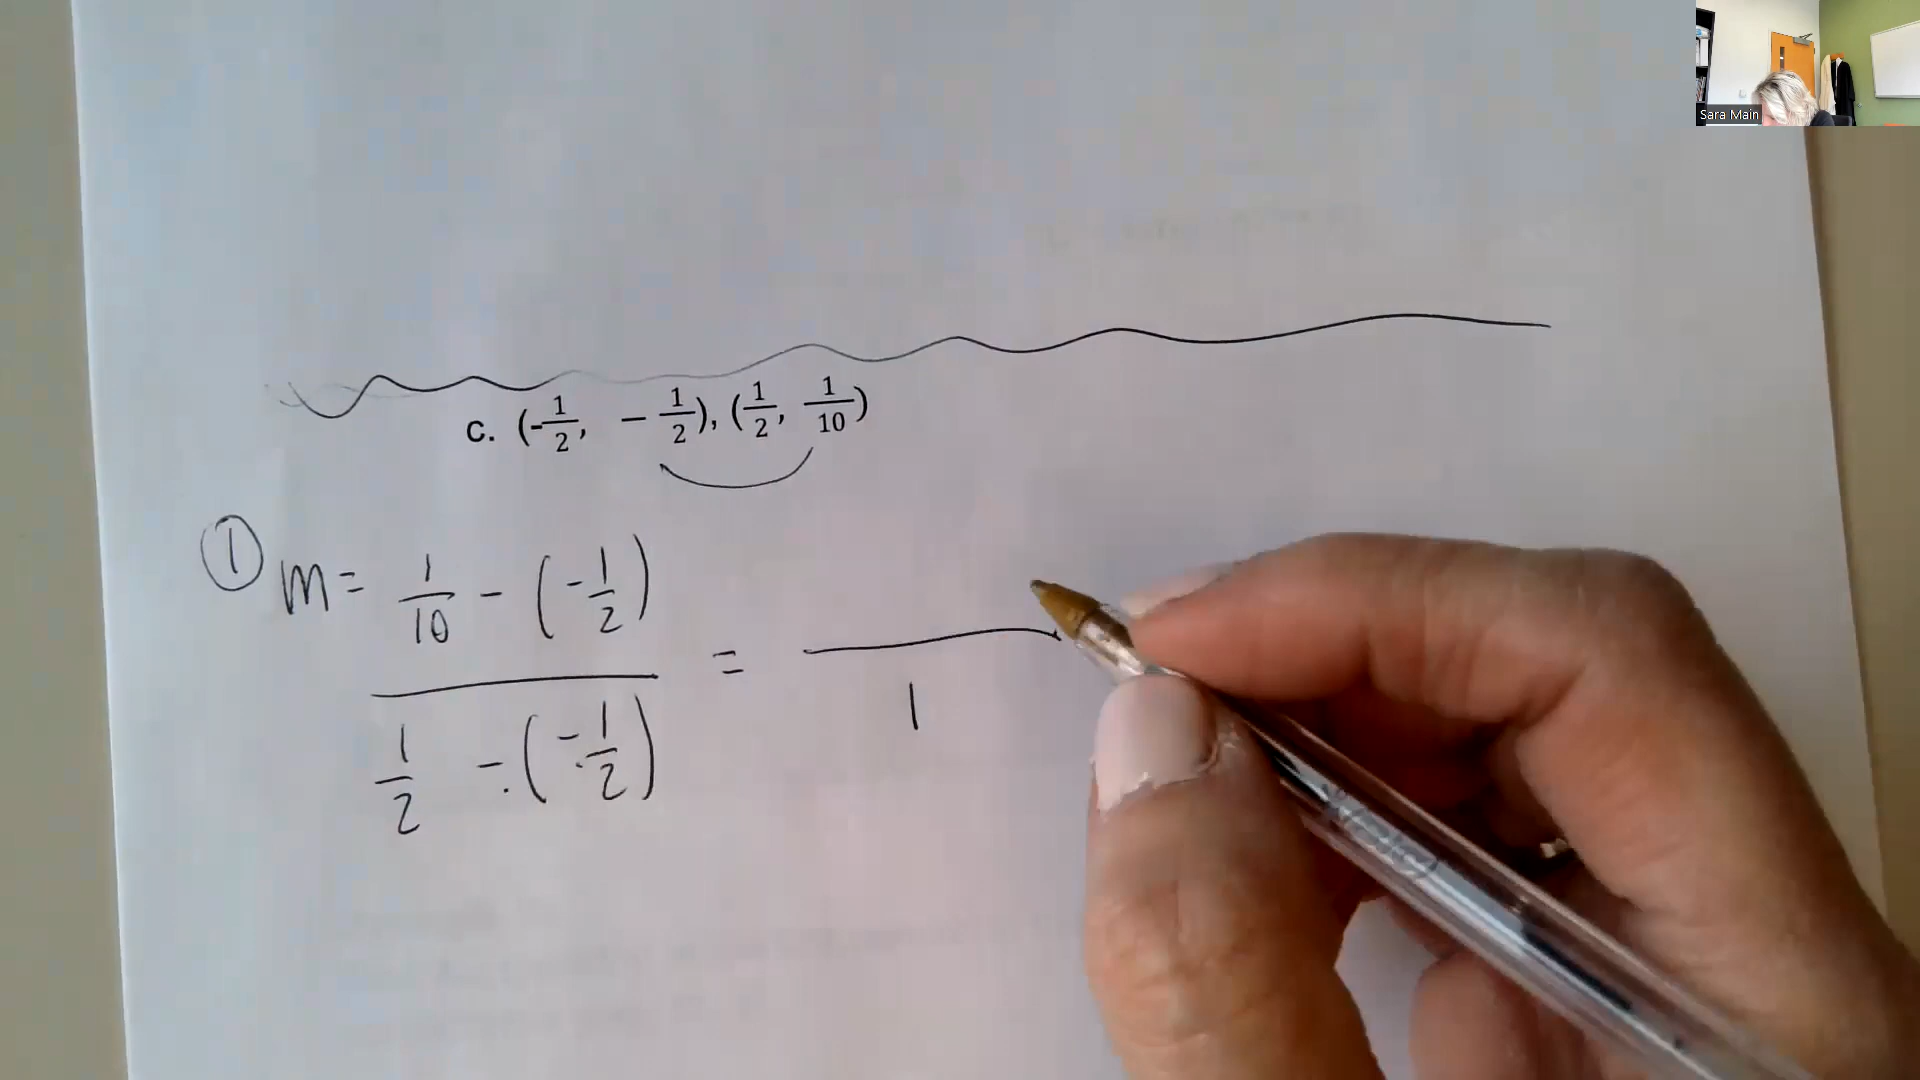 Sara Main
c. (-1/2, − 1/2), (1/2, 1/10)
① m = 1/10 - (-1/2)
=
1/2 - (-1/2)
1